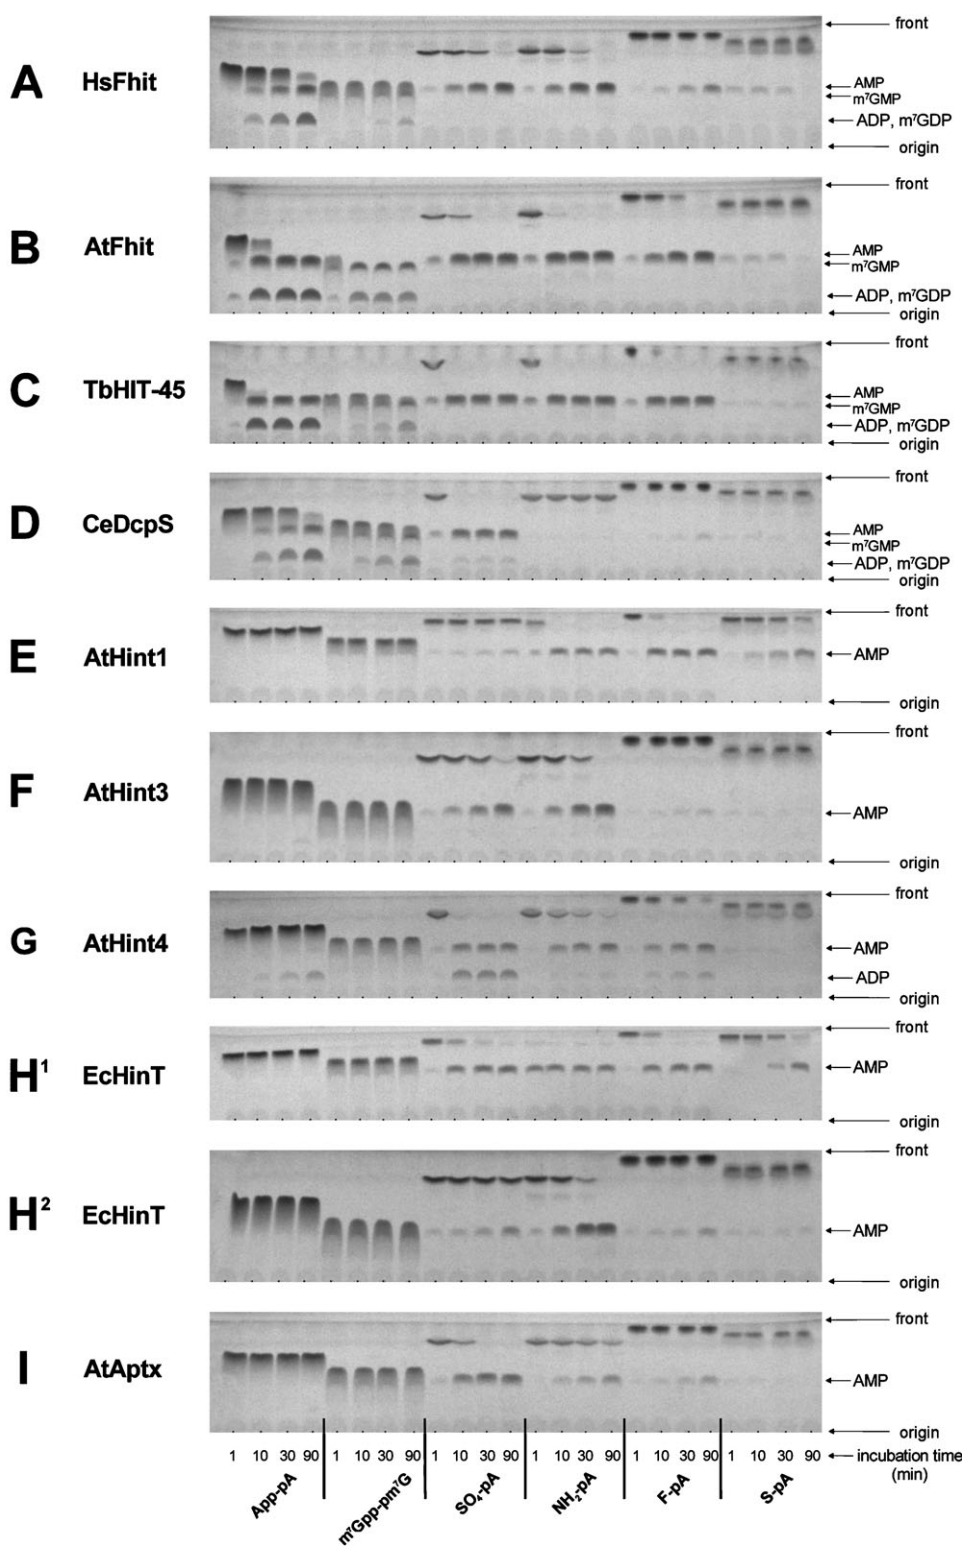 A HsFhit
front
AMP
m⁷GMP
ADP, m⁷GDP
origin
B AtFhit
front
AMP
m⁷GMP
ADP, m⁷GDP
origin
C TbHIT-45
front
AMP
m⁷GMP
ADP, m⁷GDP
origin
D CeDcpS
front
AMP
m⁷GMP
ADP, m⁷GDP
origin
E AtHint1
front
AMP
origin
F AtHint3
front
AMP
origin
G AtHint4
front
AMP
ADP
origin
H¹ EcHinT
front
AMP
origin
H² EcHinT
front
AMP
origin
I AtAptx
front
AMP
origin
1 10 30 90 1 10 30 90 1 10 30 90 1 10 30 90 1 10 30 90 1 10 30 90 incubation time
(min)
App-pA m⁷Gpp-pm⁷G SO₄-pA NH₂-pA F-pA S-pA